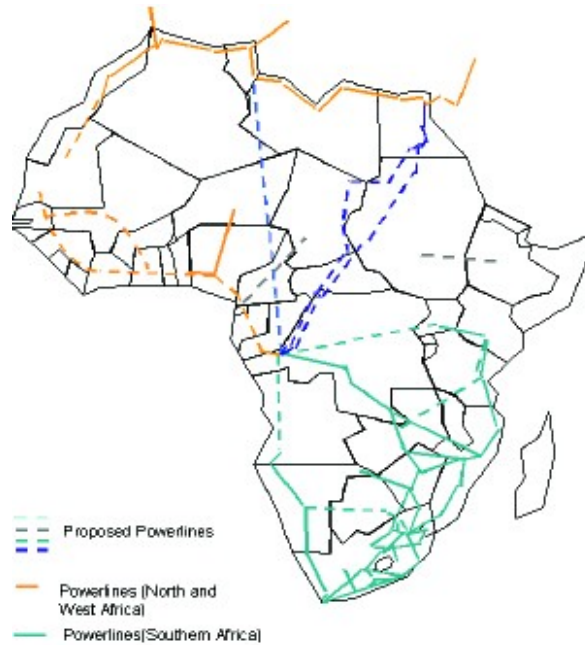 Proposed Powerlines
Powerlines (North and
West Africa)
Powerlines(Southern Africa)